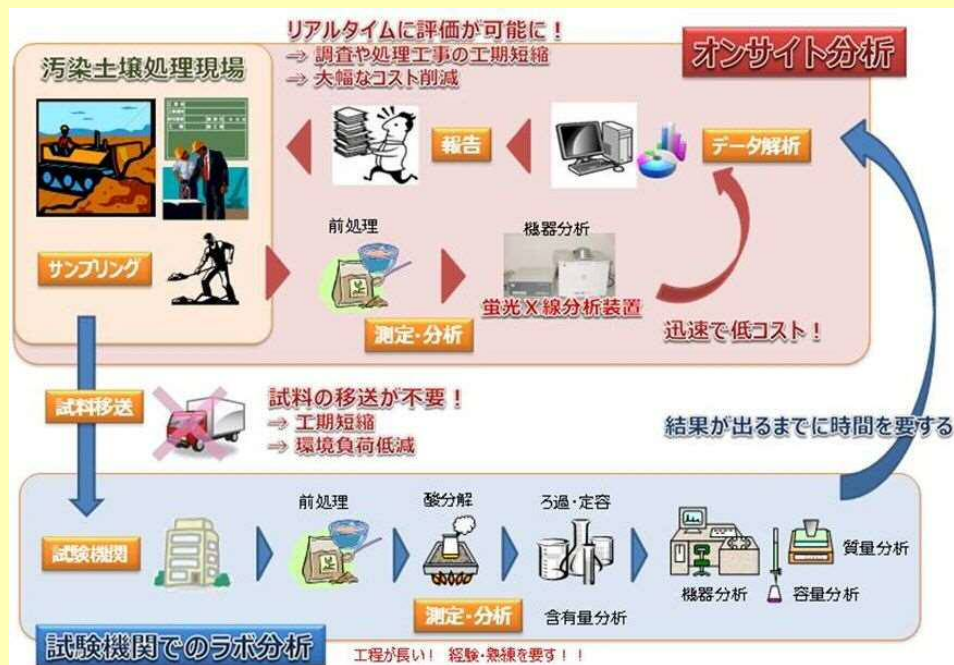 リアルタイムに評価が可能に！
→ 調査や処理工事の工期短縮
→ 大幅なコスト削減
オンサイト分析
汚染土壌処理現場
報告
データ解析
前処理
機器分析
サンプリング
蛍光X線分析装置
測定・分析
迅速で低コスト！
試料移送
試料の移送が不要！
→ 工期短縮
→ 環境負荷低減
結果が出るまでに時間を要する
前処理
酸分解
ろ過・定容
試験機関
質量分析
機器分析
容量分析
測定・分析
含有量分析
試験機関でのラボ分析
工程が長い！ 経験・熟練を要す！！